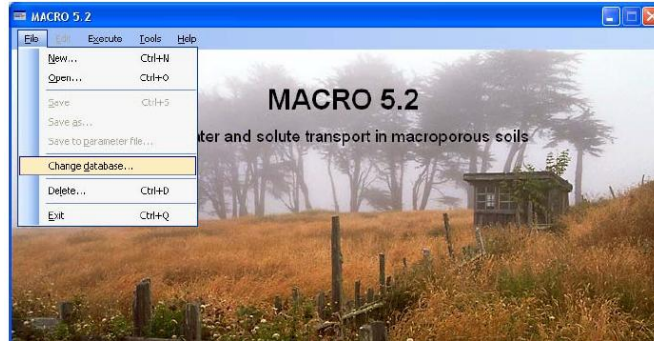 MACRO 5.2
File Edit Execute Tools Help
New... Ctrl+N
Open... Ctrl+O
Save Ctrl+S
Save as...
Save to parameter file...
Change database...
Delete... Ctrl+D
Exit Ctrl+Q
MACRO 5.2
ter and solute transport in macroporous soils